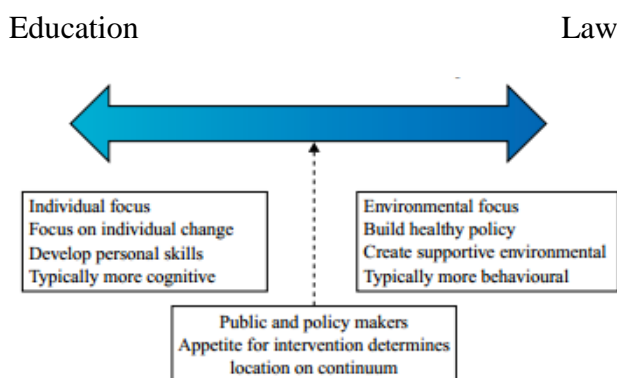 Education
Law
Individual focus
Focus on individual change
Develop personal skills
Typically more cognitive
Environmental focus
Build healthy policy
Create supportive environmental
Typically more behavioural
Public and policy makers
Appetite for intervention determines
location on continuum